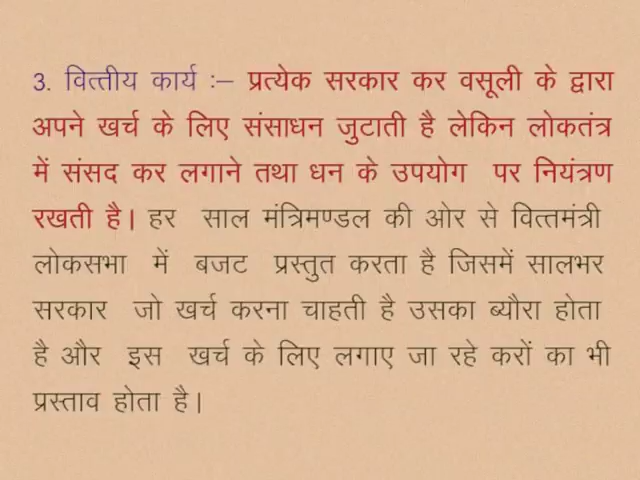 3. वित्तीय कार्य :– प्रत्येक सरकार कर वसूली के द्वारा
अपने खर्च के लिए संसाधन जुटाती है लेकिन लोकतंत्र
में संसद कर लगाने तथा धन के उपयोग पर नियंत्रण
रखती है। हर साल मंत्रिमण्डल की ओर से वित्तमंत्री
लोकसभा में बजट प्रस्तुत करता है जिसमें सालभर
सरकार जो खर्च करना चाहती है उसका ब्यौरा होता
है और इस खर्च के लिए लगाए जा रहे करों का भी
प्रस्ताव होता है।